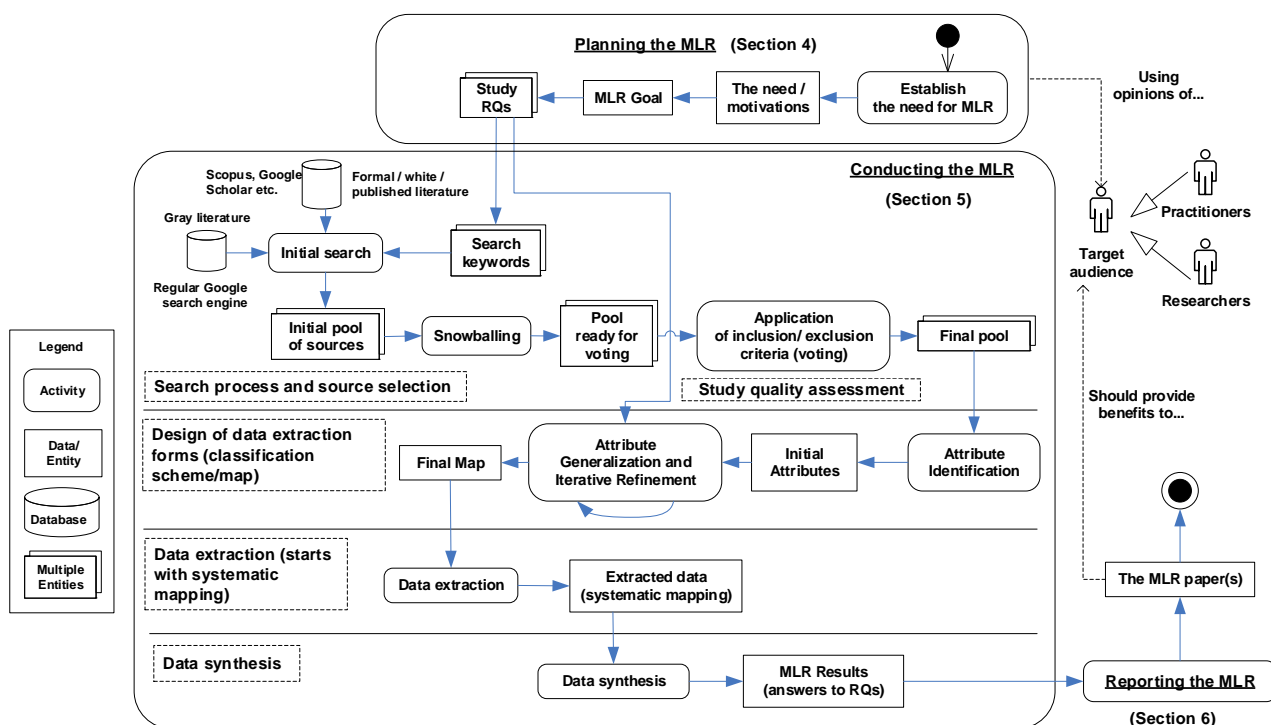 Planning the MLR (Section 4)
Establish
the need for MLR
The need /
motivations
MLR Goal
Study
RQs
Using
opinions of...
Conducting the MLR
(Section 5)
Scopus, Google
Scholar etc.
Formal / white /
published literature
Gray literature
Regular Google
search engine
Initial search
Search
keywords
Practitioners
Target
audience
Researchers
Initial pool
of sources
Snowballing
Pool
ready for
voting
Application
of inclusion/ exclusion
criteria (voting)
Final pool
Search process and source selection
Study quality assessment
Should provide
benefits to...
Legend
Activity
Data/
Entity
Database
Multiple
Entities
Design of data extraction
forms (classification
scheme/map)
Final Map
Attribute
Generalization and
Iterative Refinement
Initial
Attributes
Attribute
Identification
Data extraction (starts
with systematic
mapping)
Data extraction
Extracted data
(systematic mapping)
The MLR paper(s)
Data synthesis
Data synthesis
MLR Results
(answers to RQs)
Reporting the MLR
(Section 6)